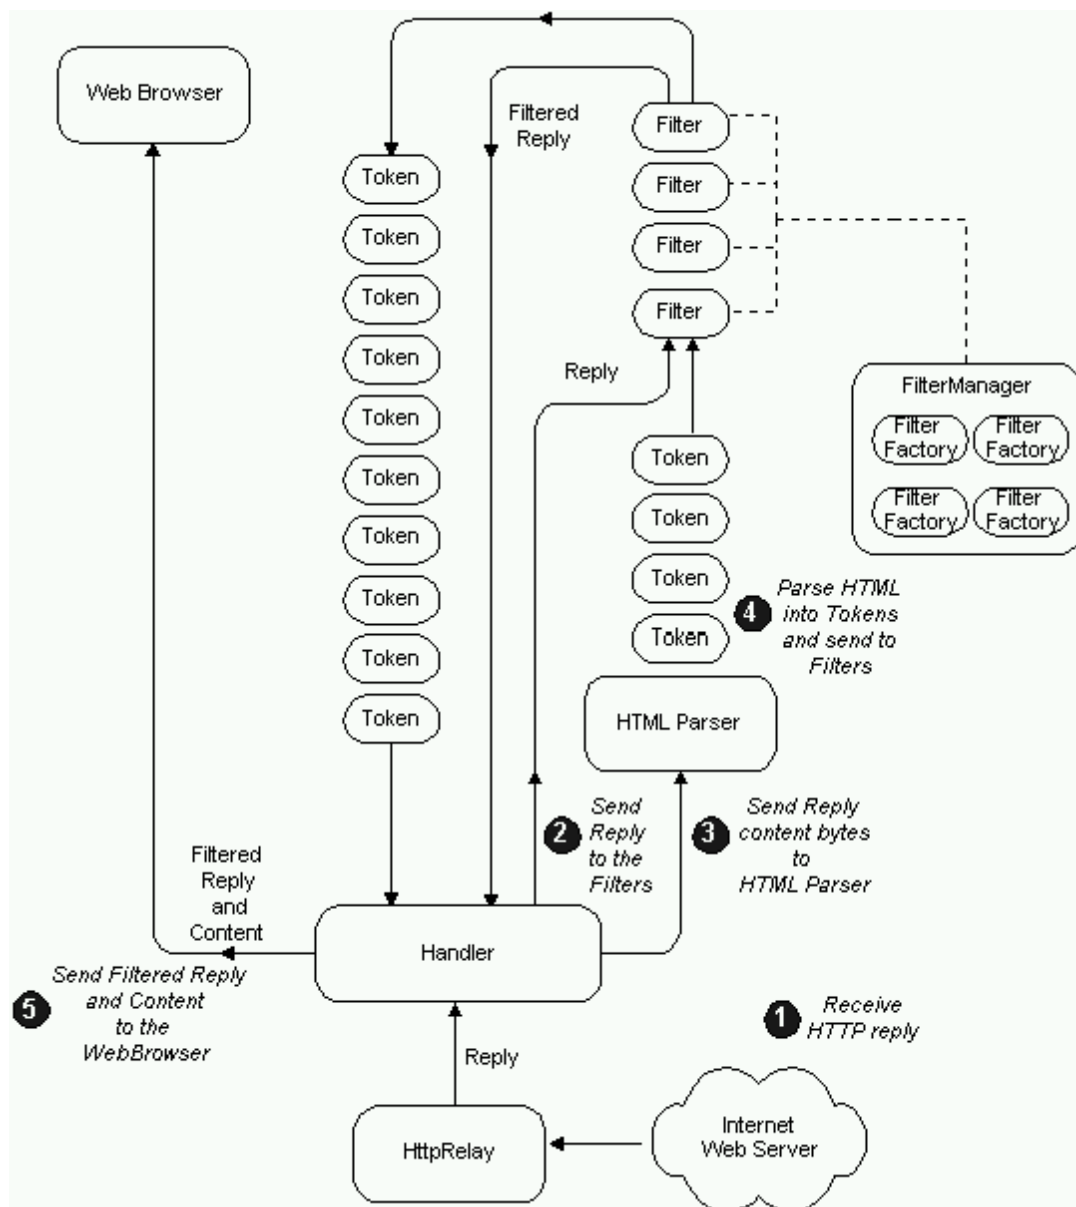 Web Browser
Filtered
Reply
Filter
Filter
Filter
Filter
Token
Token
Token
Token
Token
Token
Token
Token
Token
Token
Reply
FilterManager
Filter
Factory
Filter
Factory
Filter
Factory
Filter
Factory
Token
Token
Token
Token
4
Parse HTML
into Tokens
and send to
Filters
HTML Parser
2
Send
Reply
to the
Filters
3
Send Reply
content bytes
to
HTML Parser
Filtered
Reply
and
Content
Handler
5
Send Filtered Reply
and Content
to the
WebBrowser
1
Receive
HTTP reply
Reply
HttpRelay
Internet
Web Server